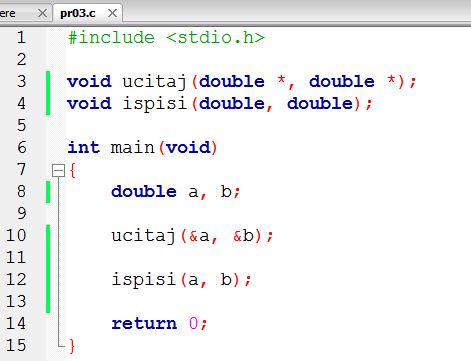 ere
pr03.c
1 #include <stdio.h>
2
3 void ucitaj(double *, double *);
4 void ispisi(double, double);
5
6 int main(void)
7 {
8 double a, b;
9
10 ucitaj(&a, &b);
11
12 ispisi(a, b);
13
14 return 0;
15 }